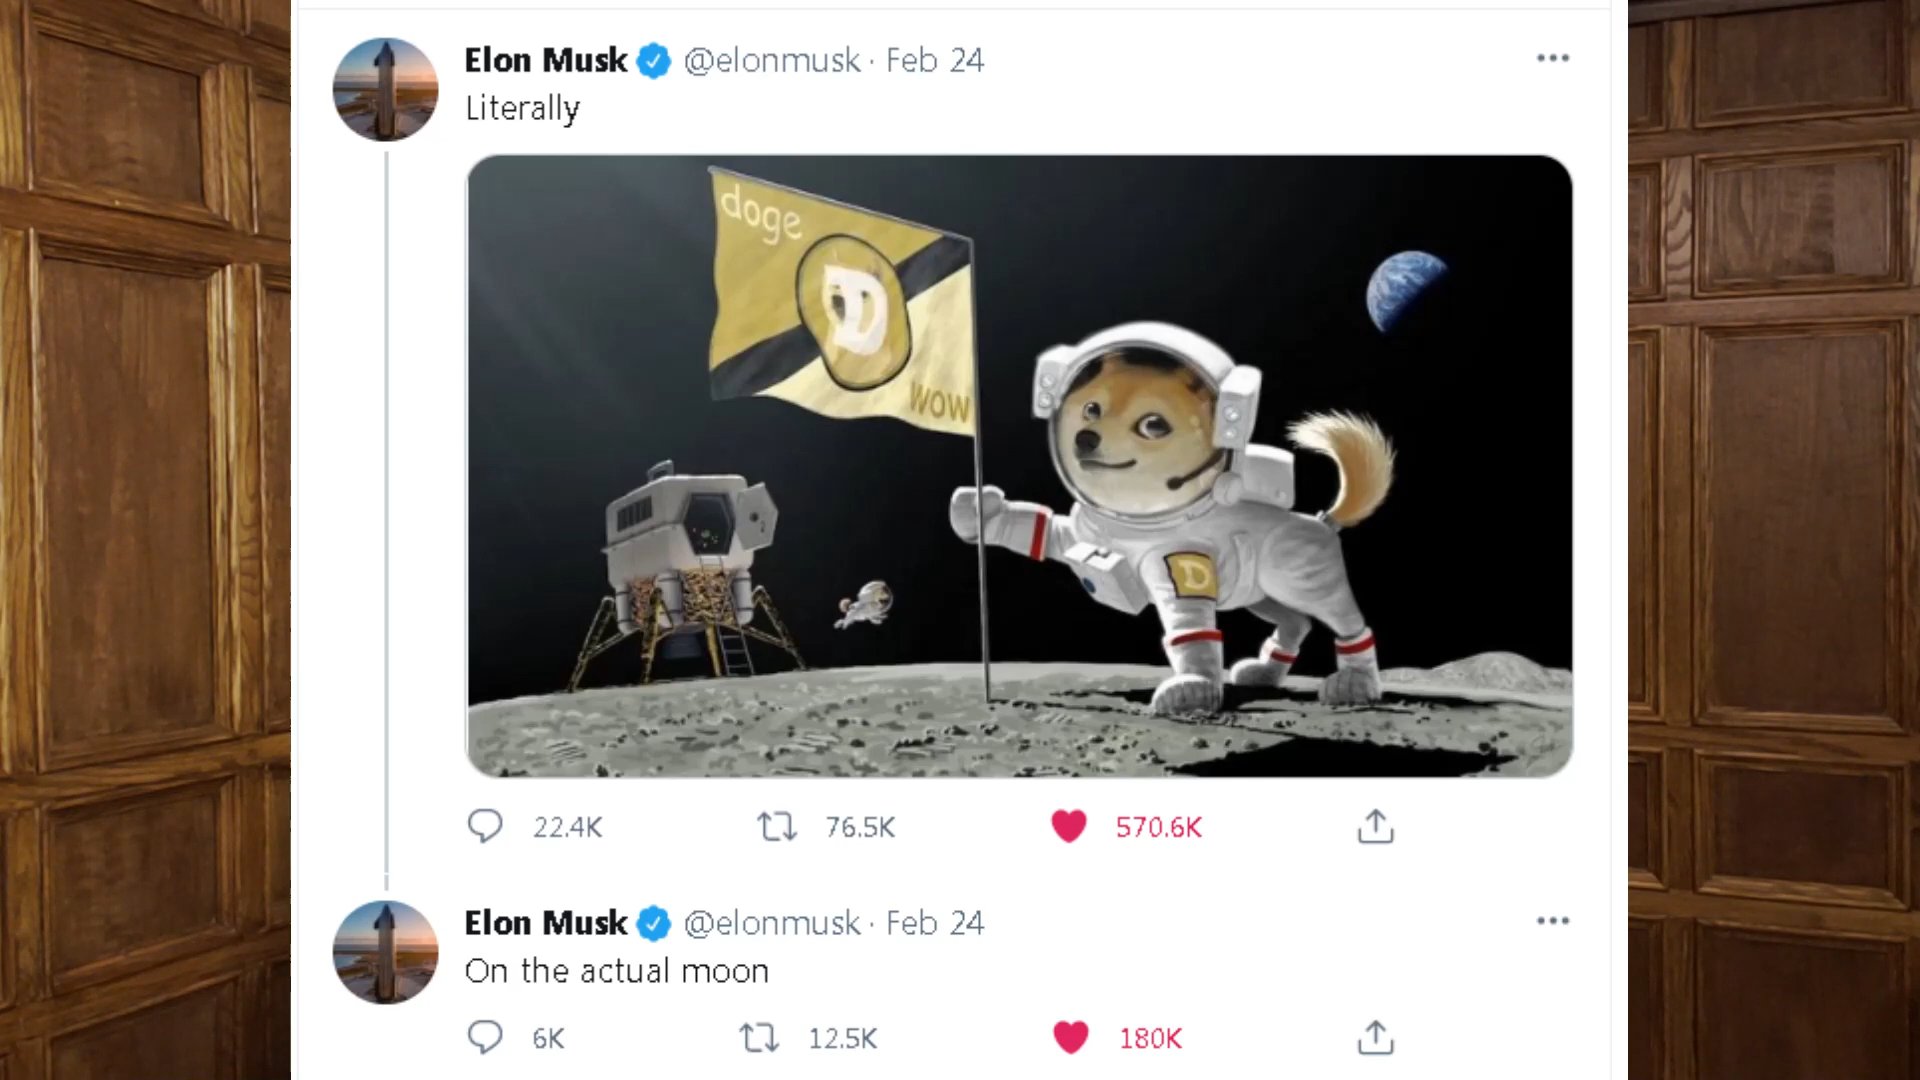 Elon Musk @elonmusk · Feb 24
Literally
doge
D
wow
D
22.4K 76.5K 570.6K
Elon Musk @elonmusk · Feb 24
On the actual moon
6K 12.5K 180K